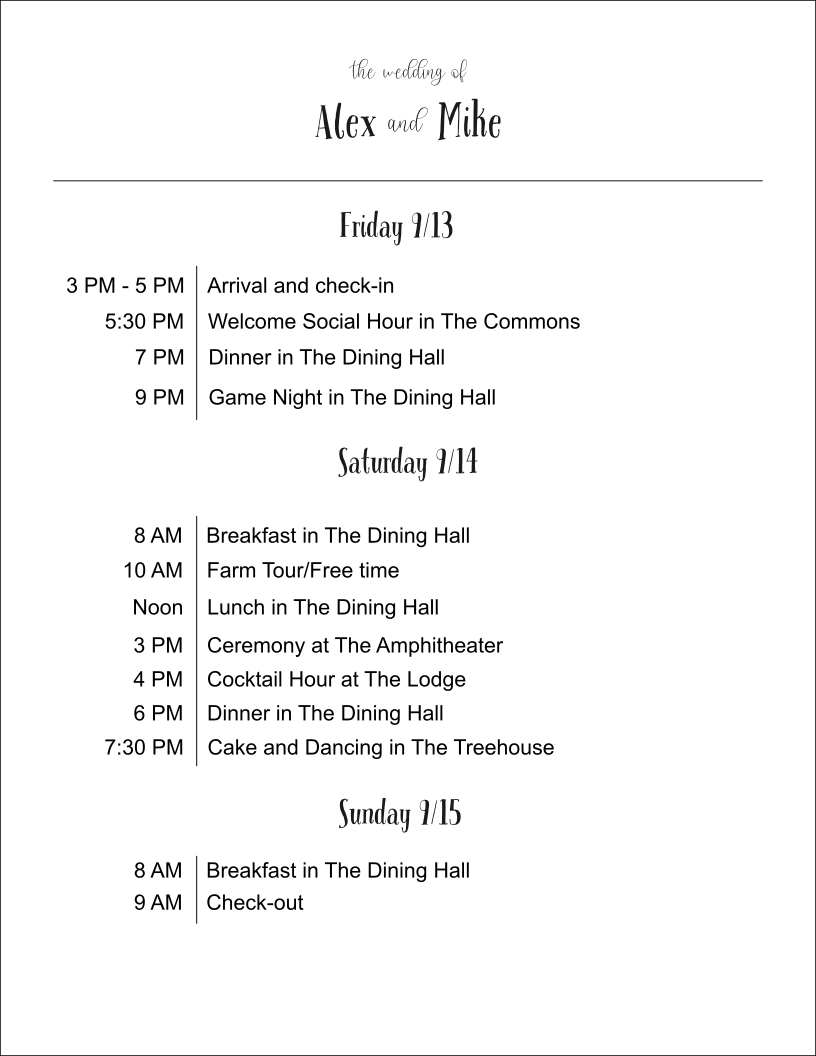 the wedding of
Alex and Mike
Friday 9/13
3 PM - 5 PM Arrival and check-in
5:30 PM Welcome Social Hour in The Commons
7 PM Dinner in The Dining Hall
9 PM Game Night in The Dining Hall
Saturday 9/14
8 AM Breakfast in The Dining Hall
10 AM Farm Tour/Free time
Noon Lunch in The Dining Hall
3 PM Ceremony at The Amphitheater
4 PM Cocktail Hour at The Lodge
6 PM Dinner in The Dining Hall
7:30 PM Cake and Dancing in The Treehouse
Sunday 9/15
8 AM Breakfast in The Dining Hall
9 AM Check-out